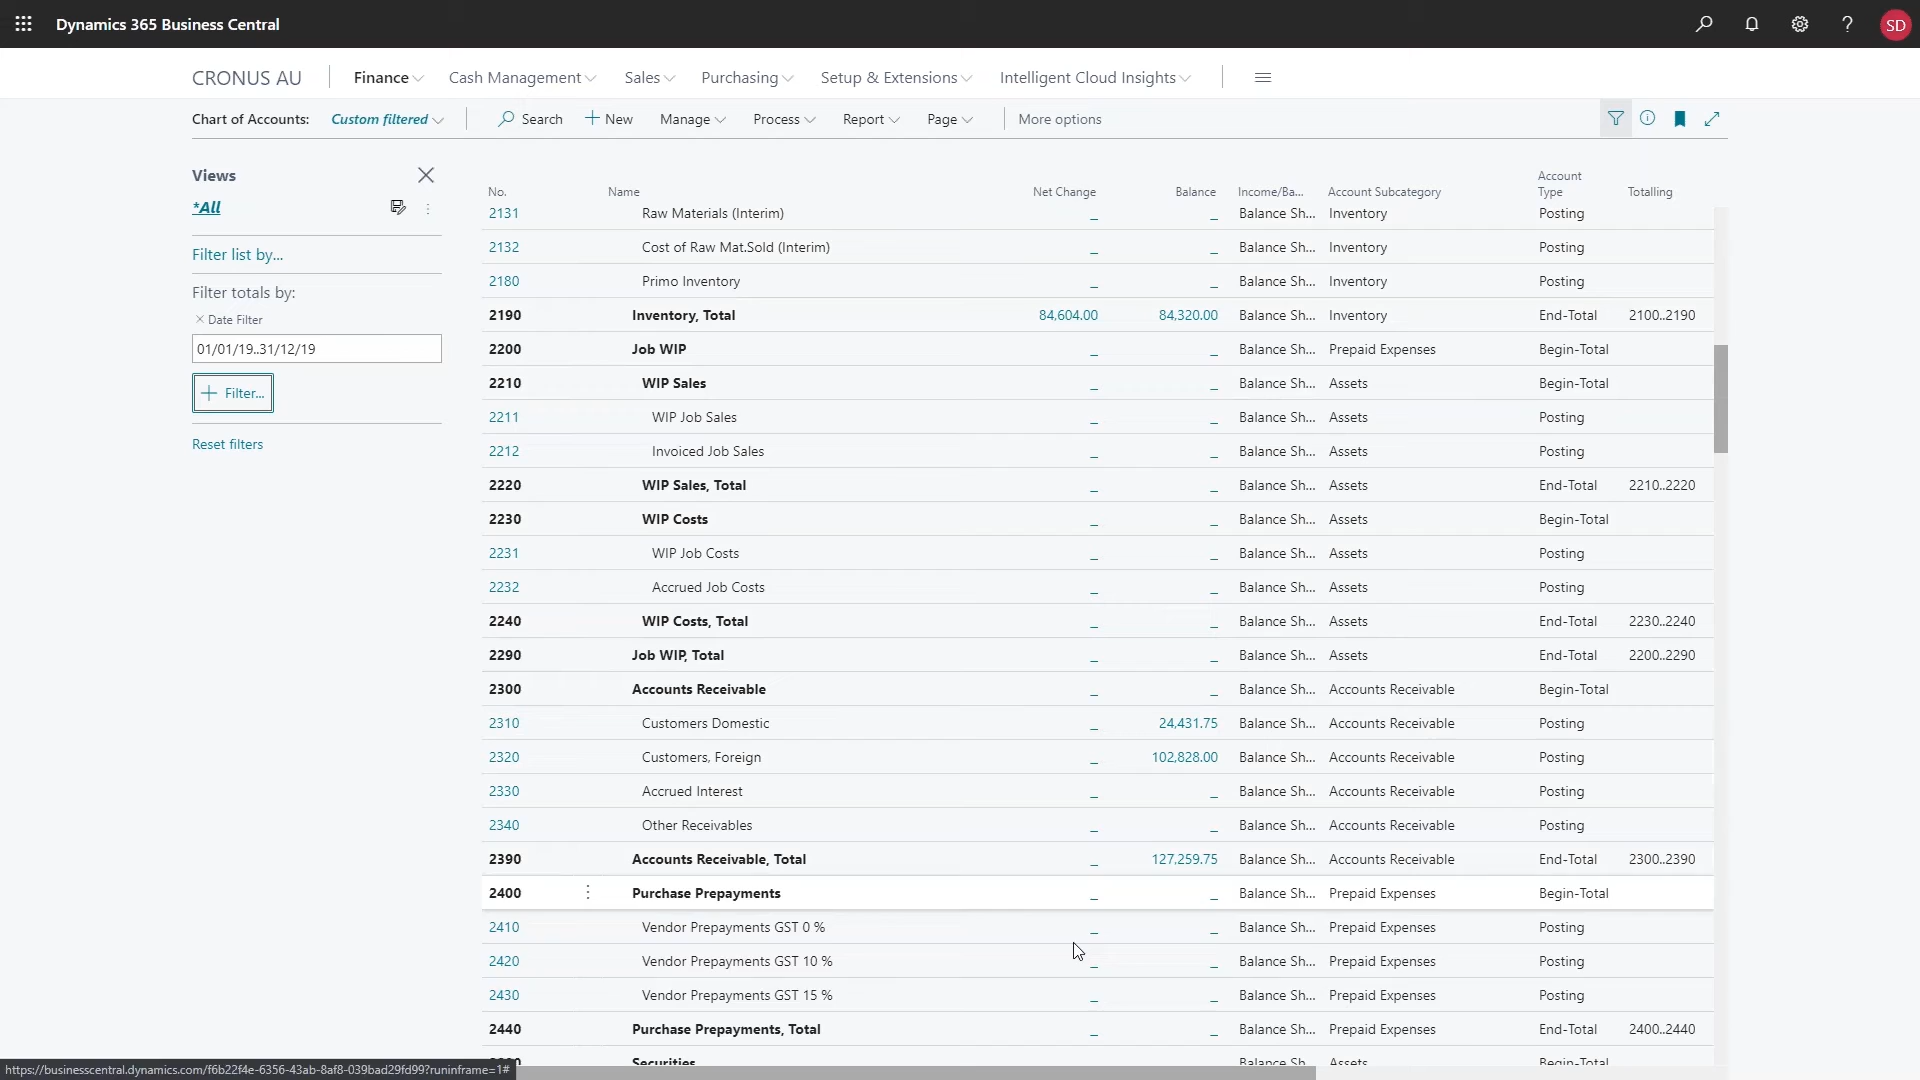 Dynamics 365 Business Central
SD
CRONUS AU Finance Cash Management Sales Purchasing Setup & Extensions Intelligent Cloud Insights
Chart of Accounts: Custom filtered Search New Manage Process Report Page More options
Views
*All
Filter list by...
Filter totals by:
× Date Filter
01/01/19..31/12/19
+ Filter...
Reset filters
No. Name Net Change Balance Income/Ba... Account Subcategory Account Type Totalling
2131 Raw Materials (Interim) _ _ Balance Sh... Inventory Posting
2132 Cost of Raw Mat.Sold (Interim) _ _ Balance Sh... Inventory Posting
2180 Primo Inventory _ _ Balance Sh... Inventory Posting
2190 Inventory, Total 84,604.00 84,320.00 Balance Sh... Inventory End-Total 2100..2190
2200 Job WIP _ _ Balance Sh... Prepaid Expenses Begin-Total
2210 WIP Sales _ _ Balance Sh... Assets Begin-Total
2211 WIP Job Sales _ _ Balance Sh... Assets Posting
2212 Invoiced Job Sales _ _ Balance Sh... Assets Posting
2220 WIP Sales, Total _ _ Balance Sh... Assets End-Total 2210..2220
2230 WIP Costs _ _ Balance Sh... Assets Begin-Total
2231 WIP Job Costs _ _ Balance Sh... Assets Posting
2232 Accrued Job Costs _ _ Balance Sh... Assets Posting
2240 WIP Costs, Total _ _ Balance Sh... Assets End-Total 2230..2240
2290 Job WIP, Total _ _ Balance Sh... Assets End-Total 2200..2290
2300 Accounts Receivable _ _ Balance Sh... Accounts Receivable Begin-Total
2310 Customers Domestic _ 24,431.75 Balance Sh... Accounts Receivable Posting
2320 Customers, Foreign _ 102,828.00 Balance Sh... Accounts Receivable Posting
2330 Accrued Interest _ _ Balance Sh... Accounts Receivable Posting
2340 Other Receivables _ _ Balance Sh... Accounts Receivable Posting
2390 Accounts Receivable, Total _ 127,259.75 Balance Sh... Accounts Receivable End-Total 2300..2390
2400 Purchase Prepayments _ _ Balance Sh... Prepaid Expenses Begin-Total
2410 Vendor Prepayments GST 0 % _ _ Balance Sh... Prepaid Expenses Posting
2420 Vendor Prepayments GST 10 % _ _ Balance Sh... Prepaid Expenses Posting
2430 Vendor Prepayments GST 15 % _ _ Balance Sh... Prepaid Expenses Posting
2440 Purchase Prepayments, Total _ _ Balance Sh... Prepaid Expenses End-Total 2400..2440
Securities Balance Sh... Assets Begin-Total
https://businesscentral.dynamics.com/f6b22f4e-6356-43ab-8af8-039bad29fd99?runinframe=1#